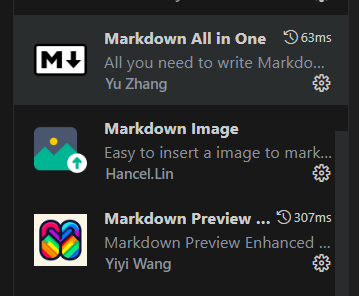 Markdown All in One 63ms
All you need to write Markdo...
Yu Zhang
Markdown Image
Easy to insert a image to mark...
Hancel.Lin
Markdown Preview ... 307ms
Markdown Preview Enhanced ...
Yiyi Wang